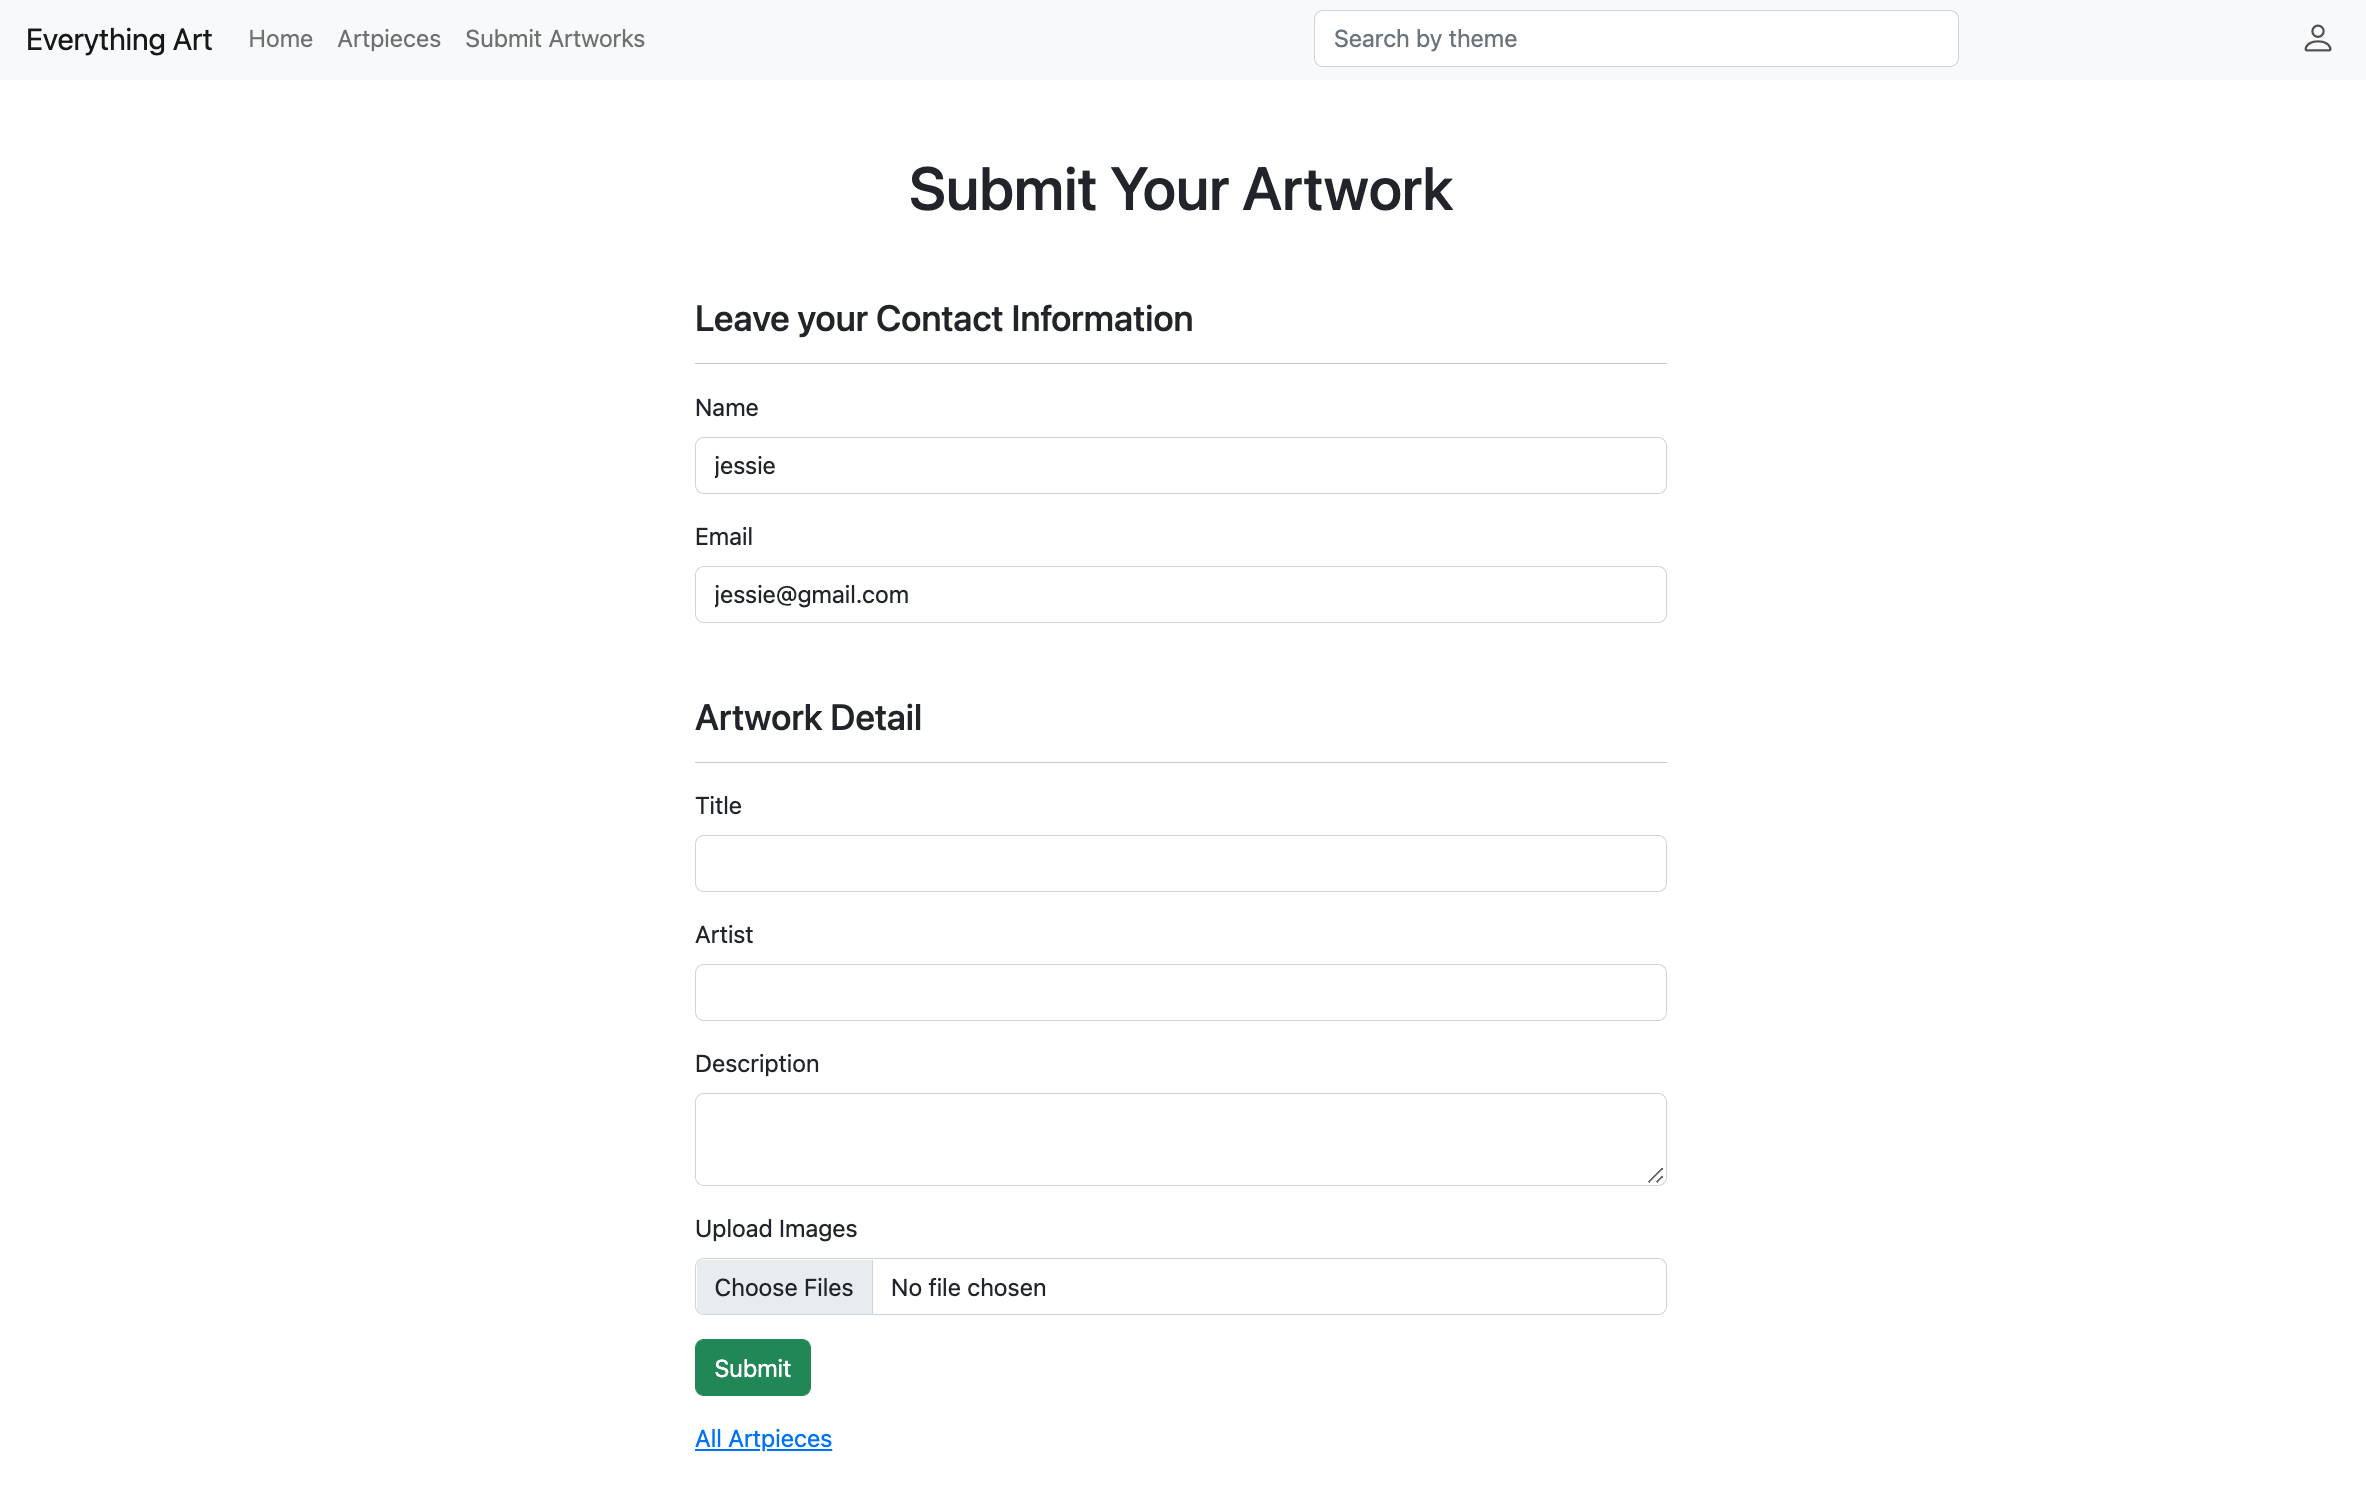 Everything Art Home Artpieces Submit Artworks Search by theme
Submit Your Artwork
Leave your Contact Information
Name
jessie
Email
jessie@gmail.com
Artwork Detail
Title
Artist
Description
Upload Images
Choose Files No file chosen
Submit
All Artpieces